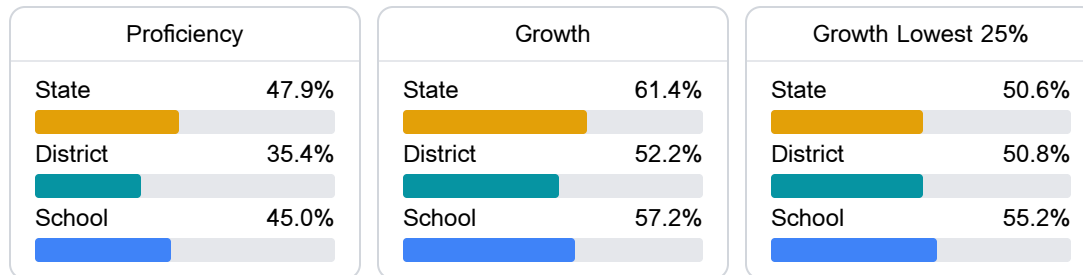 Proficiency
State 47.9%
District 35.4%
School 45.0%
Growth
State 61.4%
District 52.2%
School 57.2%
Growth Lowest 25%
State 50.6%
District 50.8%
School 55.2%